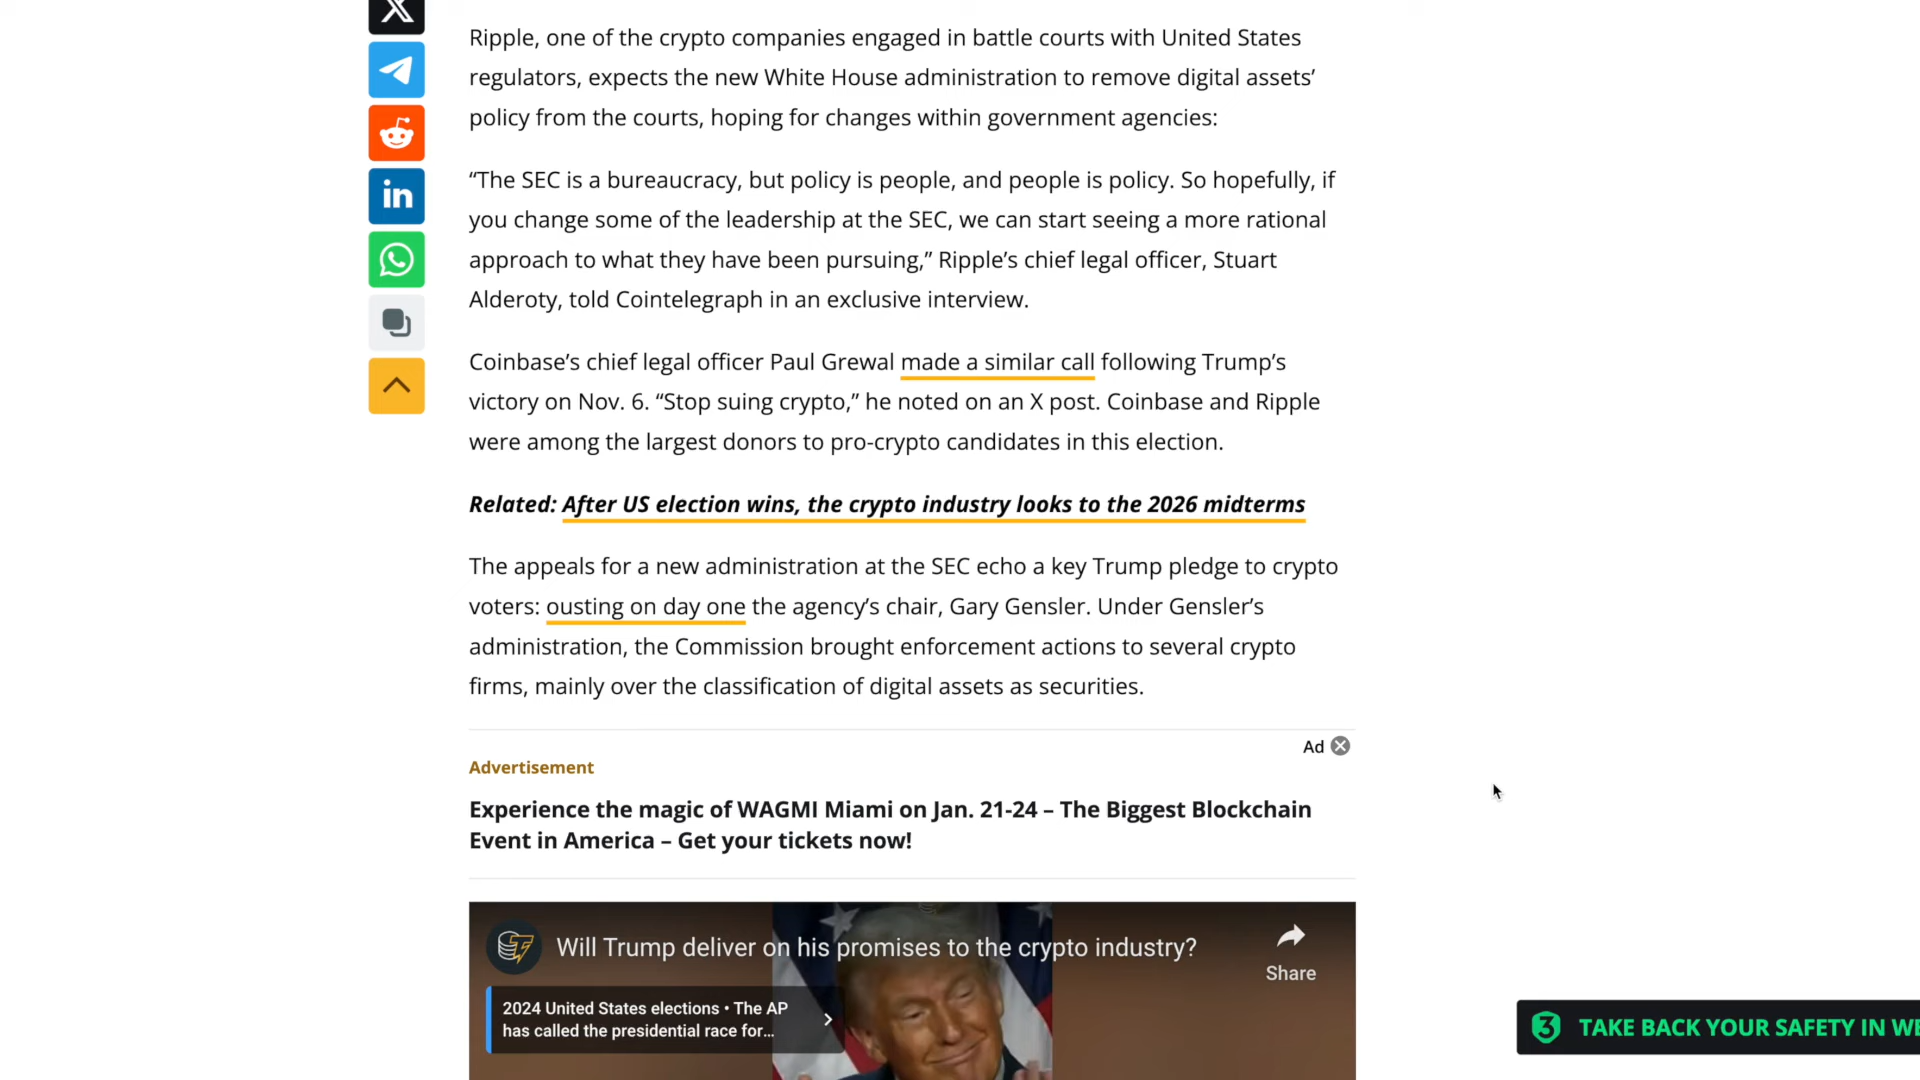 Ripple, one of the crypto companies engaged in battle courts with United States
regulators, expects the new White House administration to remove digital assets’
policy from the courts, hoping for changes within government agencies:
“The SEC is a bureaucracy, but policy is people, and people is policy. So hopefully, if
you change some of the leadership at the SEC, we can start seeing a more rational
approach to what they have been pursuing,” Ripple’s chief legal officer, Stuart
Alderoty, told Cointelegraph in an exclusive interview.
Coinbase’s chief legal officer Paul Grewal made a similar call following Trump’s
victory on Nov. 6. “Stop suing crypto,” he noted on an X post. Coinbase and Ripple
were among the largest donors to pro-crypto candidates in this election.
Related: After US election wins, the crypto industry looks to the 2026 midterms
The appeals for a new administration at the SEC echo a key Trump pledge to crypto
voters: ousting on day one the agency’s chair, Gary Gensler. Under Gensler’s
administration, the Commission brought enforcement actions to several crypto
firms, mainly over the classification of digital assets as securities.
Ad
Advertisement
Experience the magic of WAGMI Miami on Jan. 21-24 – The Biggest Blockchain
Event in America – Get your tickets now!
Will Trump deliver on his promises to the crypto industry?
Share
2024 United States elections • The AP
has called the presidential race for...
TAKE BACK YOUR SAFETY IN WE